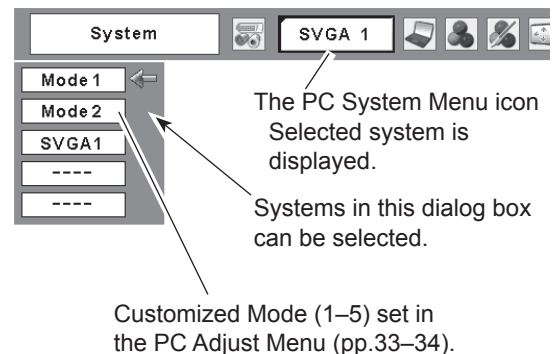 System
SVGA 1
Mode 1
Mode 2
SVGA1
----
----
The PC System Menu icon
Selected system is
displayed.
Systems in this dialog box
can be selected.
Customized Mode (1–5) set in
the PC Adjust Menu (pp.33–34).